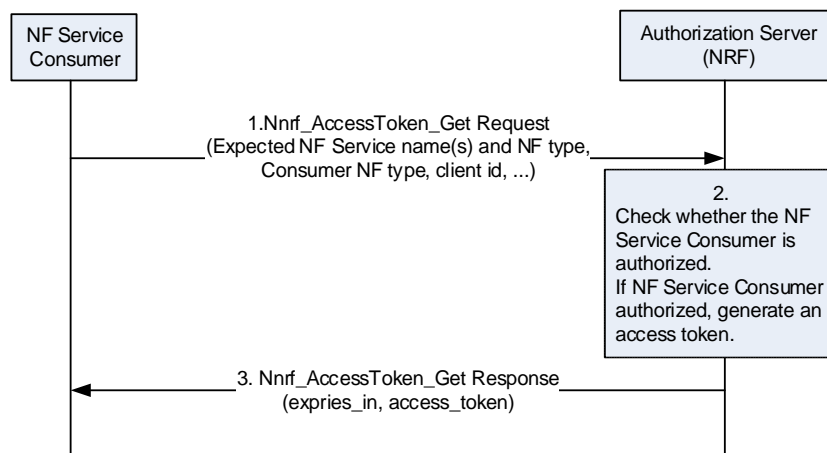 NF Service
Consumer
Authorization Server
(NRF)
1.Nnrf_AccessToken_Get Request
(Expected NF Service name(s) and NF type,
Consumer NF type, client id, ...)
2.
Check whether the NF
Service Consumer is
authorized.
If NF Service Consumer
authorized, generate an
access token.
3. Nnrf_AccessToken_Get Response
(expries_in, access_token)